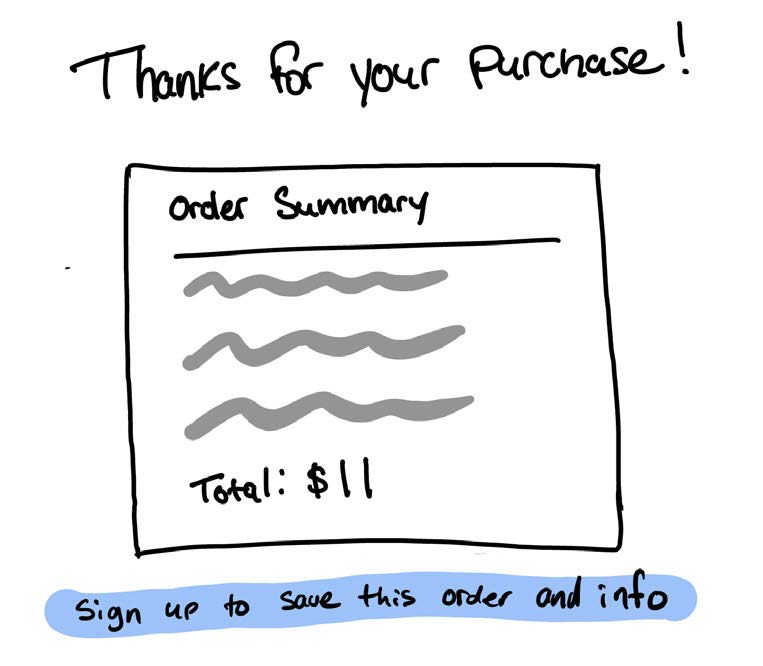 Thanks for your purchase!
Order Summary
Total: $11
Sign up to save this order and info